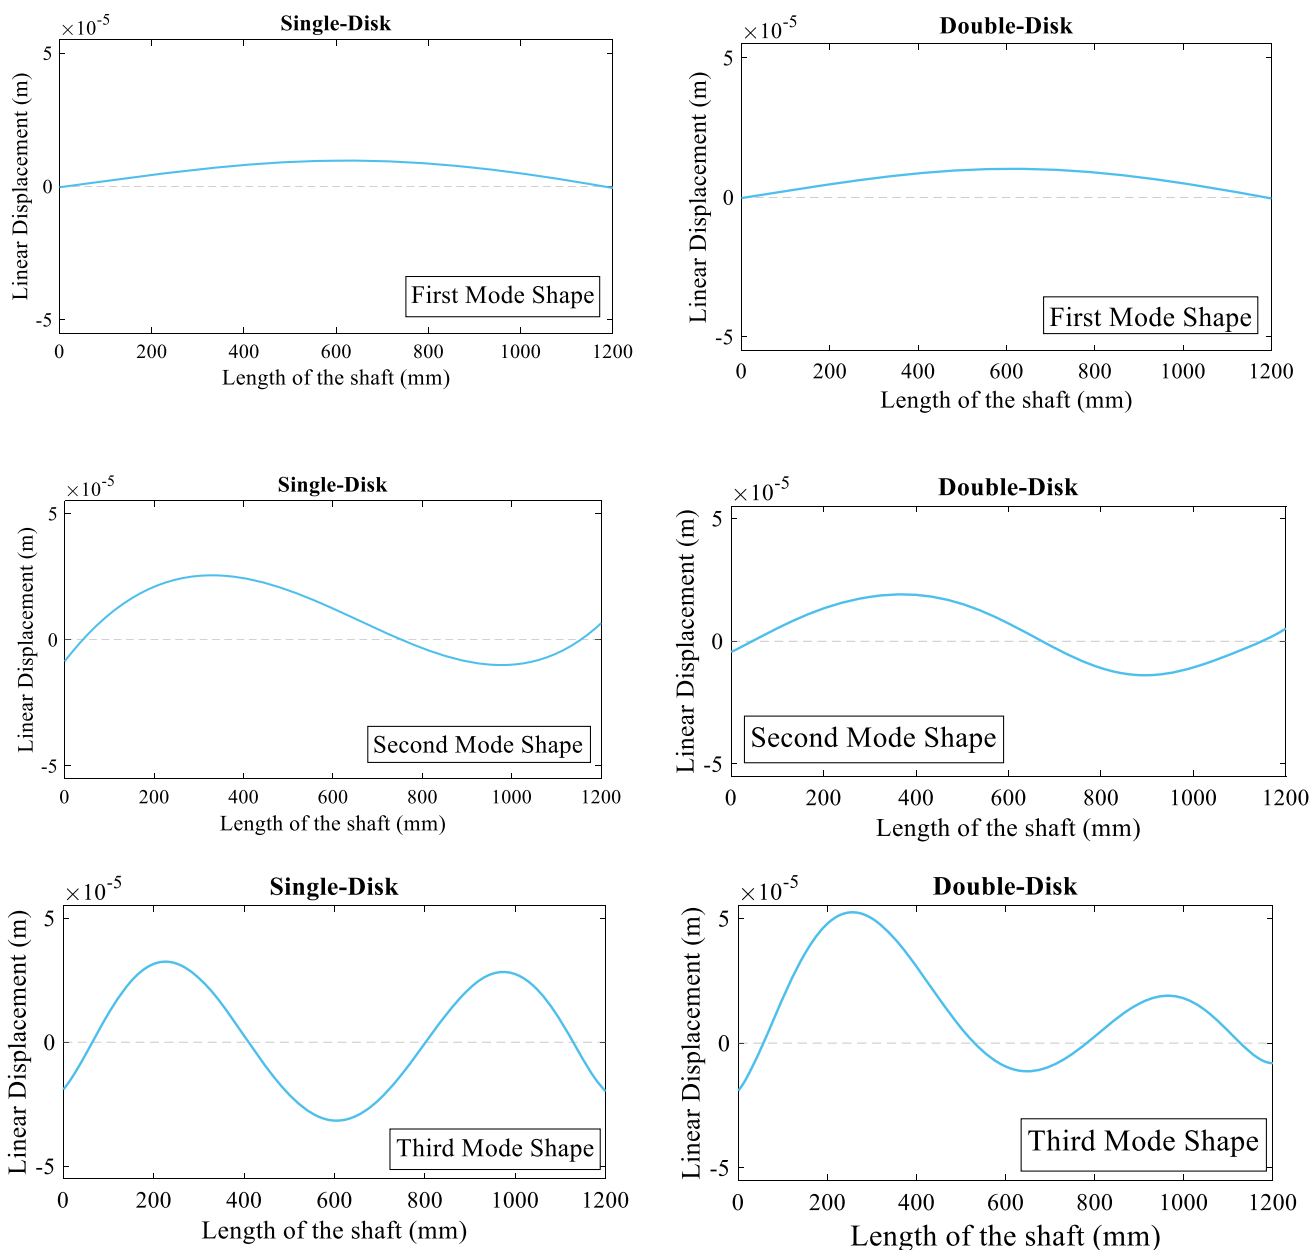 Single-Disk
×10-5
5
0
-5
Linear Displacement (m)
First Mode Shape
0 200 400 600 800 1000 1200
Length of the shaft (mm)
Double-Disk
×10-5
5
0
-5
Linear Displacement (m)
First Mode Shape
0 200 400 600 800 1000 1200
Length of the shaft (mm)
Single-Disk
×10-5
5
0
-5
Linear Displacement (m)
Second Mode Shape
0 200 400 600 800 1000 1200
Length of the shaft (mm)
Double-Disk
×10-5
5
0
-5
Linear Displacement (m)
Second Mode Shape
0 200 400 600 800 1000 1200
Length of the shaft (mm)
Single-Disk
×10-5
5
0
-5
Linear Displacement (m)
Third Mode Shape
0 200 400 600 800 1000 1200
Length of the shaft (mm)
Double-Disk
×10-5
5
0
-5
Linear Displacement (m)
Third Mode Shape
0 200 400 600 800 1000 1200
Length of the shaft (mm)